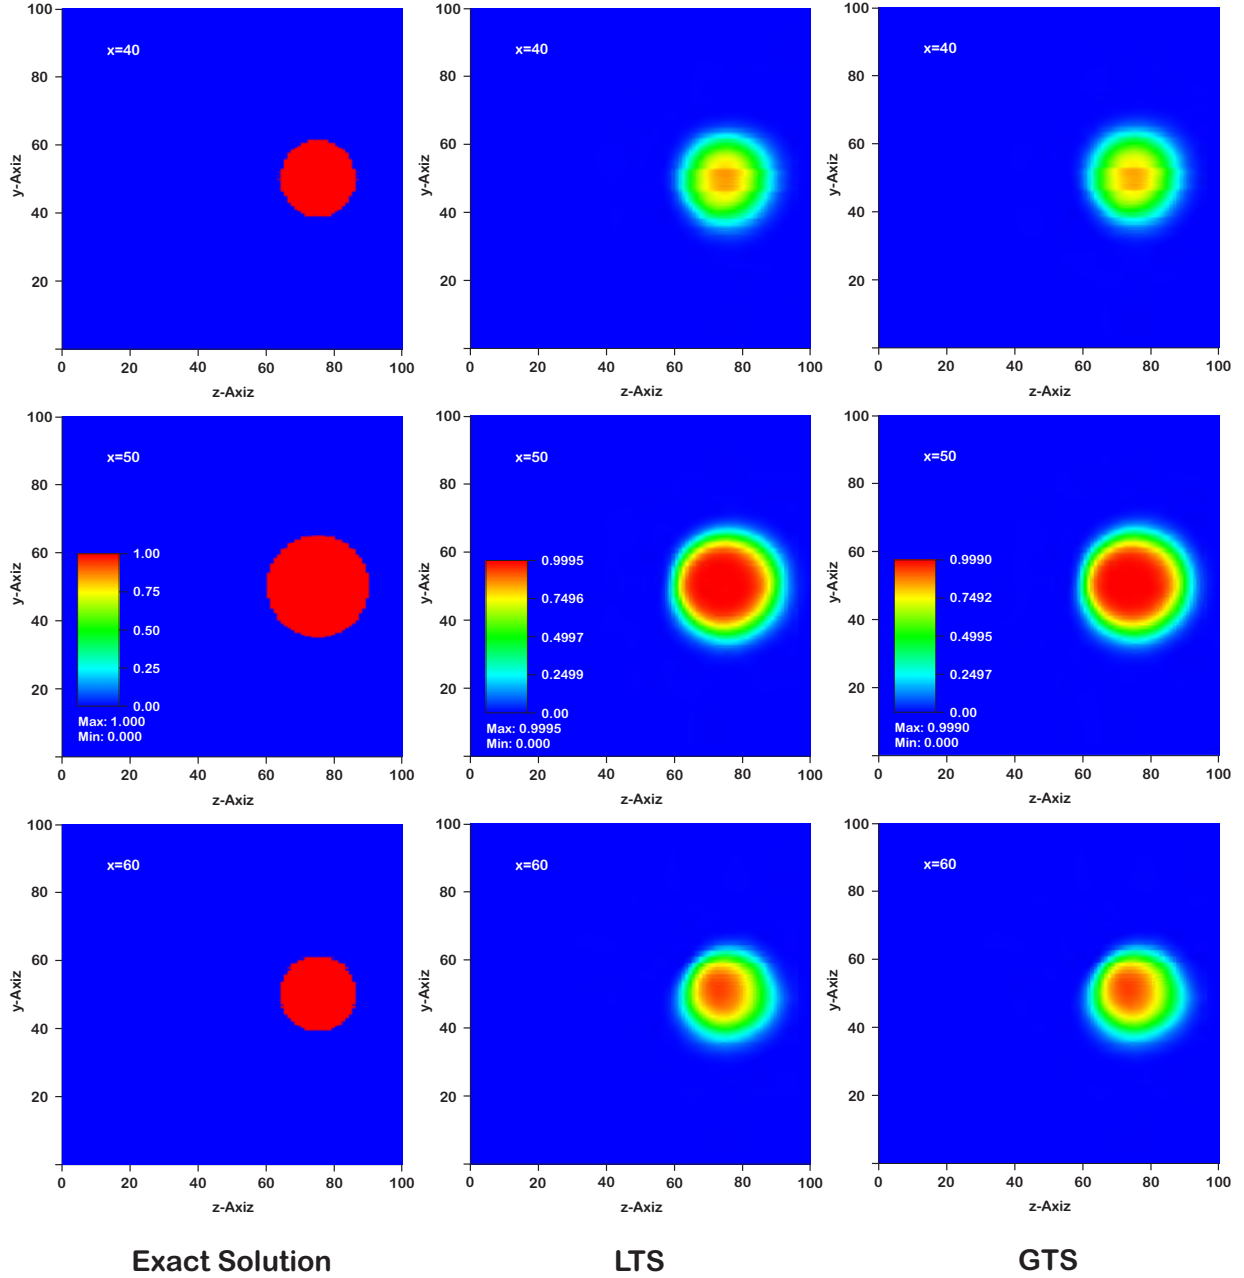 100
80
60
40
20
y-Axiz
x=40
0 20 40 60 80 100
z-Axiz
100
80
60
40
20
y-Axiz
x=40
0 20 40 60 80 100
z-Axiz
100
80
60
40
20
y-Axiz
x=40
0 20 40 60 80 100
z-Axiz
100
80
60
40
20
y-Axiz
x=50
1.00
0.75
0.50
0.25
0.00
Max: 1.000
Min: 0.000
0 20 40 60 80 100
z-Axiz
100
80
60
40
20
y-Axiz
x=50
0.9995
0.7496
0.4997
0.2499
0.00
Max: 0.9995
Min: 0.000
0 20 40 60 80 100
z-Axiz
100
80
60
40
20
y-Axiz
x=50
0.9990
0.7492
0.4995
0.2497
0.00
Max: 0.9990
Min: 0.000
0 20 40 60 80 100
z-Axiz
100
80
60
40
20
y-Axiz
x=60
0 20 40 60 80 100
z-Axiz
100
80
60
40
20
y-Axiz
x=60
0 20 40 60 80 100
z-Axiz
100
80
60
40
20
y-Axiz
x=60
0 20 40 60 80 100
z-Axiz
Exact Solution
LTS
GTS